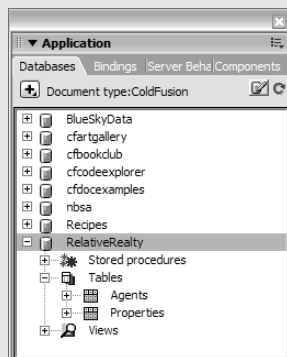 Application
Databases Bindings Server Beha Components
Document type:ColdFusion
BlueSkyData
cfartgallery
cfbookclub
cfcodeexplorer
cfdocexamples
nbsa
Recipes
RelativeRealty
Stored procedures
Tables
Agents
Properties
Views